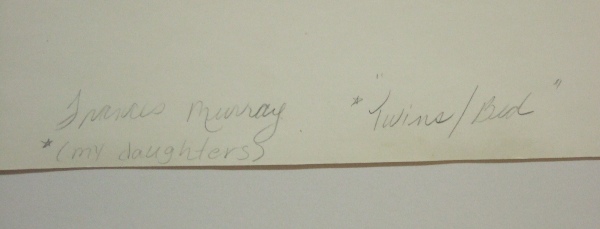 Frances Murray * "Twins/Bed"
*(my daughters)